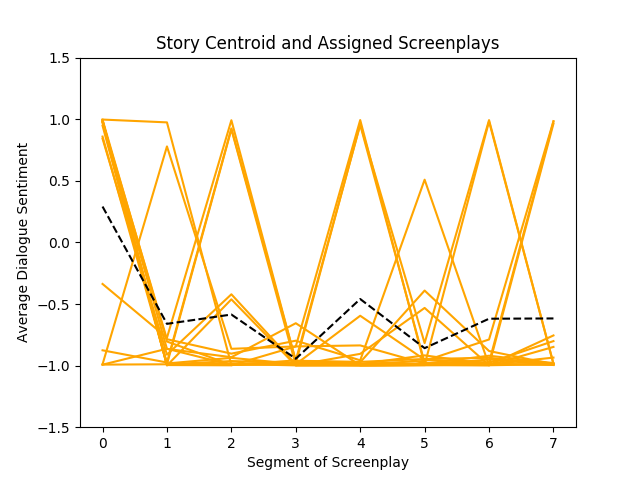 Story Centroid and Assigned Screenplays
1.5
1.0
0.5
0.0
−0.5
−1.0
−1.5
Average Dialogue Sentiment
0 1 2 3 4 5 6 7
Segment of Screenplay